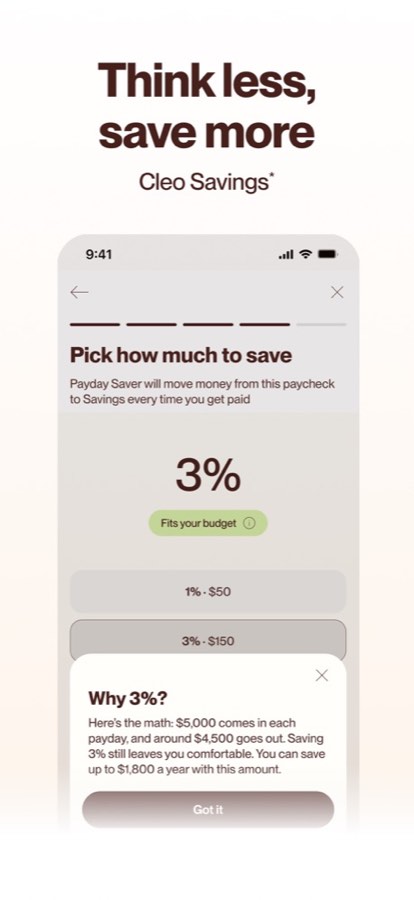 Think less,
save more
Cleo Savings*
9:41
Pick how much to save
Payday Saver will move money from this paycheck
to Savings every time you get paid
3%
Fits your budget
1% · $50
3% · $150
Why 3%?
Here's the math: $5,000 comes in each
payday, and around $4,500 goes out. Saving
3% still leaves you comfortable. You can save
up to $1,800 a year with this amount.
Got it